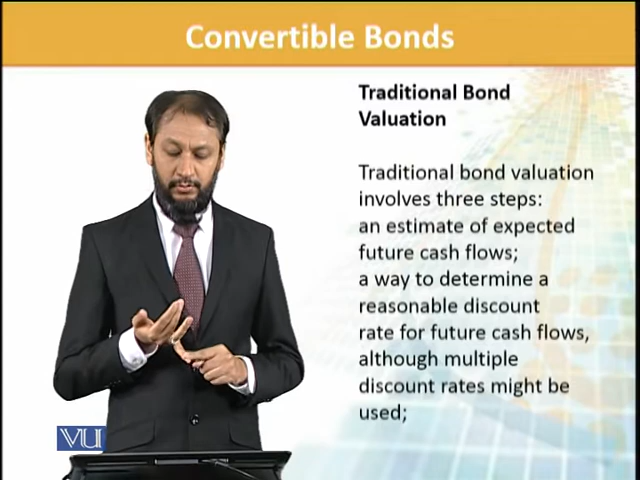 Convertible Bonds
Traditional Bond
Valuation
Traditional bond valuation
involves three steps:
an estimate of expected
future cash flows;
a way to determine a
reasonable discount
rate for future cash flows,
although multiple
discount rates might be
used;
VU